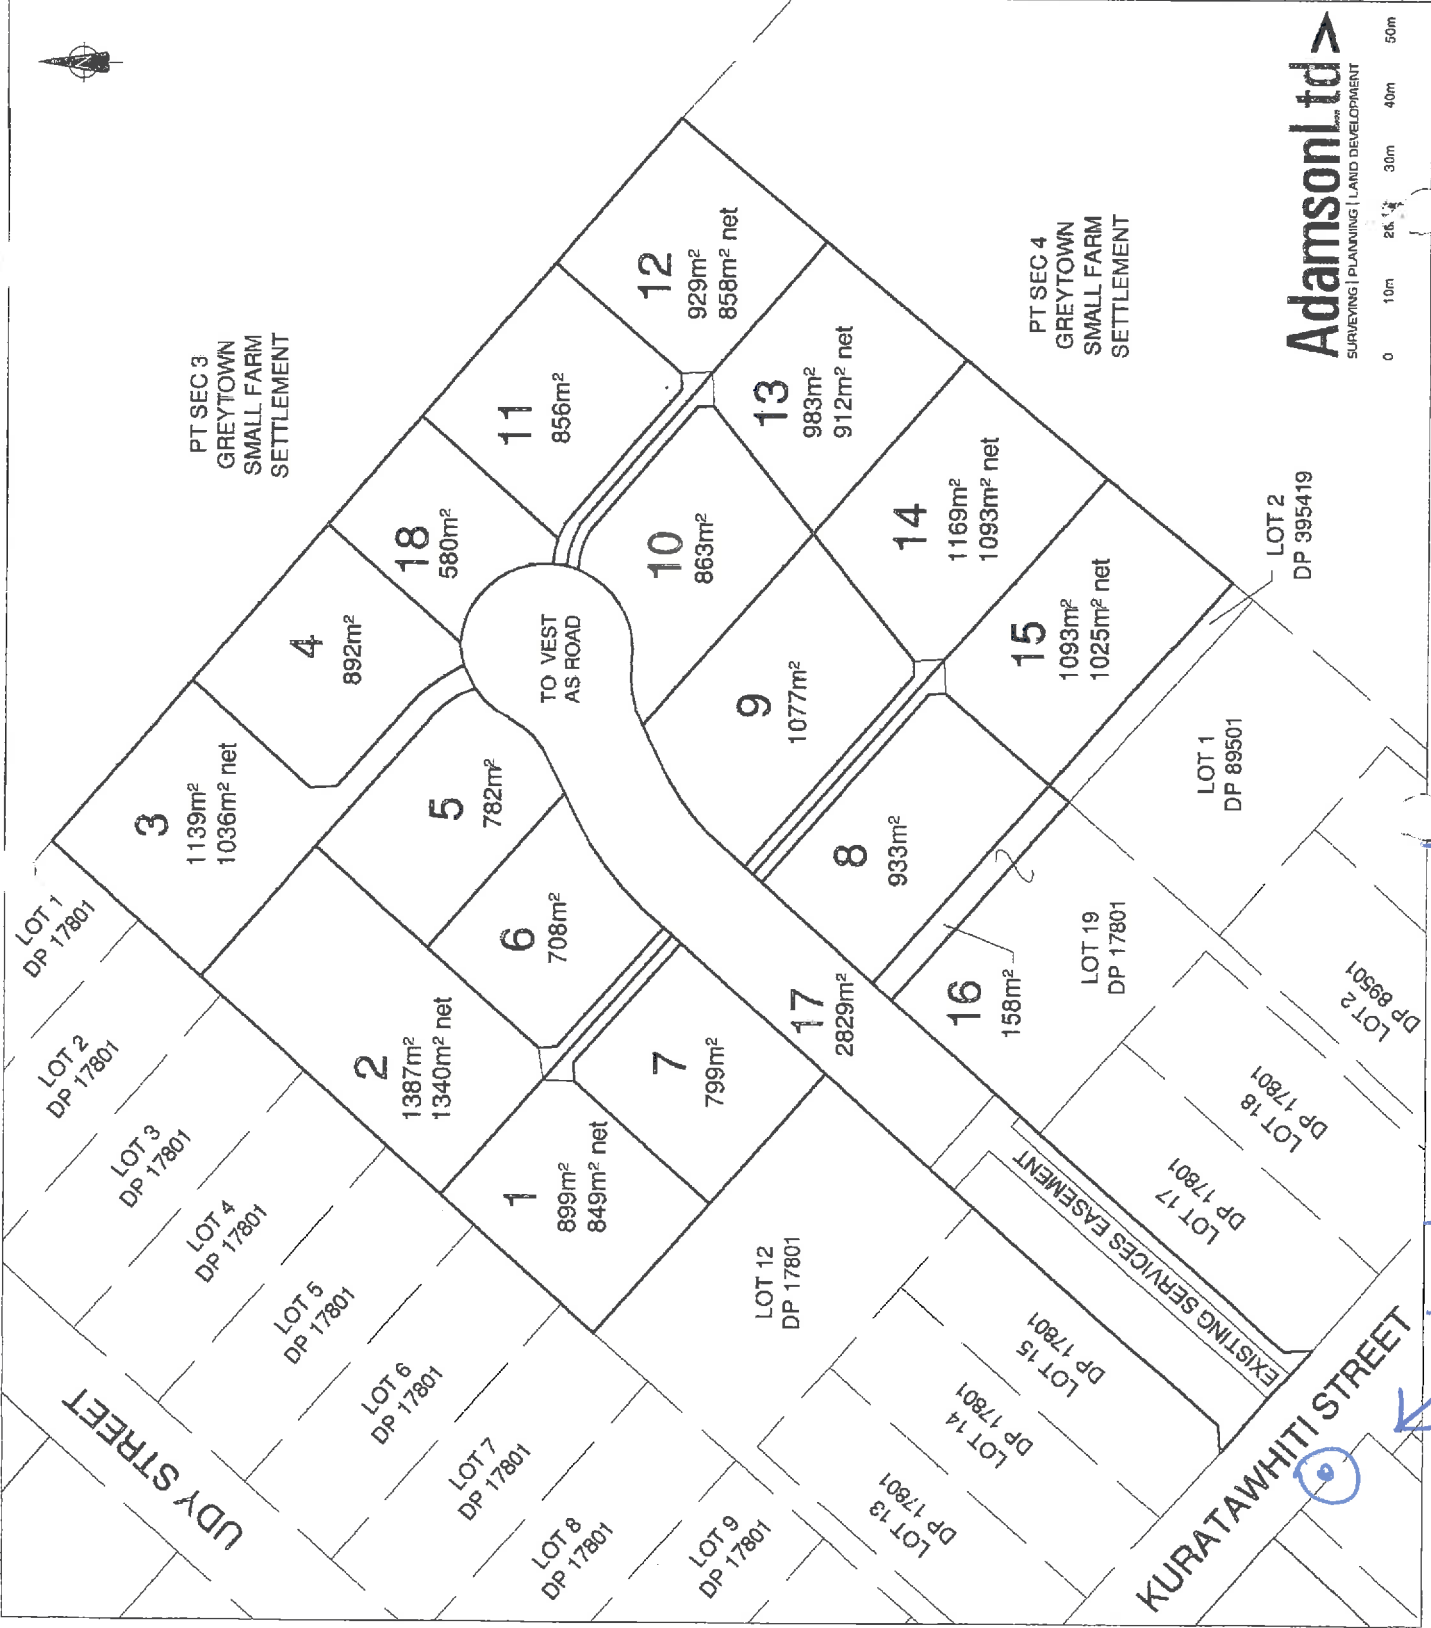 N
PT SEC 3
GREYTOWN
SMALL FARM
SETTLEMENT
PT SEC 4
GREYTOWN
SMALL FARM
SETTLEMENT
LOT 1
DP 17801
LOT 2
DP 17801
LOT 3
DP 17801
LOT 4
DP 17801
LOT 5
DP 17801
LOT 6
DP 17801
LOT 7
DP 17801
LOT 8
DP 17801
LOT 9
DP 17801
UDY STREET
3
1139m²
1036m² net
4
892m²
18
580m²
11
856m²
12
929m²
858m² net
2
1387m²
1340m² net
5
782m²
6
708m²
TO VEST
AS ROAD
10
863m²
13
983m²
912m² net
1
899m²
849m² net
7
799m²
9
1077m²
14
1169m²
1093m² net
17
2829m²
8
933m²
15
1093m²
1025m² net
16
158m²
LOT 12
DP 17801
LOT 13
DP 17801
LOT 14
DP 17801
LOT 15
DP 17801
EXISTING SERVICES EASEMENT
LOT 17
DP 17801
LOT 18
DP 17801
LOT 19
DP 17801
LOT 1
DP 89501
LOT 2
DP 89501
LOT 2
DP 395419
KURATAWHITI STREET
AdamsonLtd>
SURVEYING | PLANNING | LAND DEVELOPMENT
0 10m 30m 40m 50m